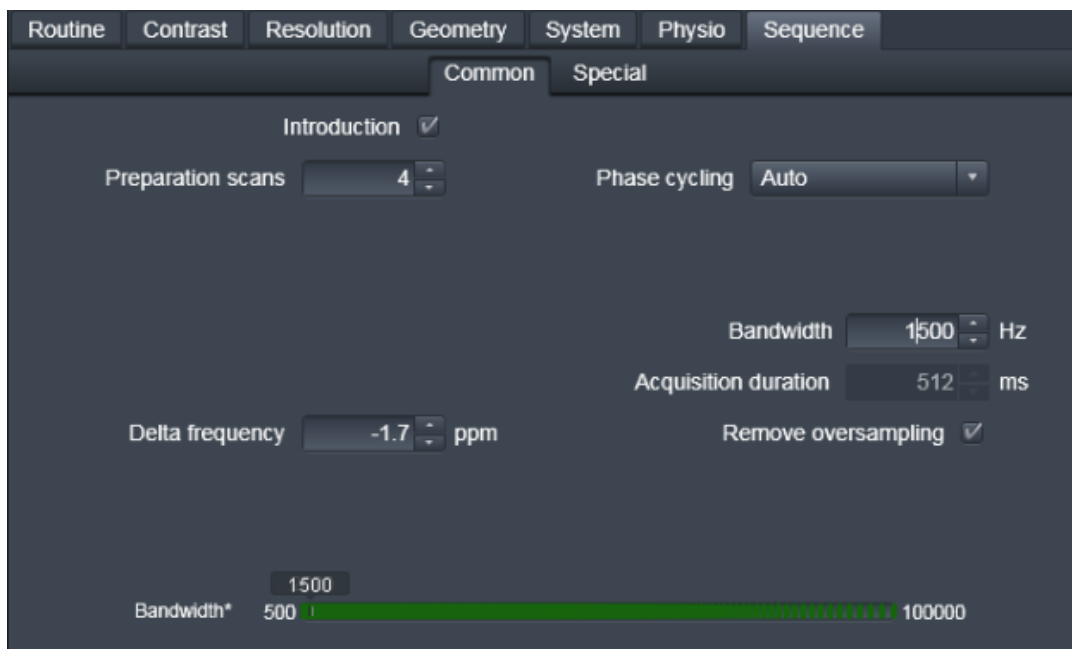 Routine Contrast Resolution Geometry System Physio Sequence
Common Special
Introduction
Preparation scans 4 Phase cycling Auto
Bandwidth 1500 Hz
Acquisition duration 512 ms
Delta frequency -1.7 ppm Remove oversampling
1500
Bandwidth* 500 100000